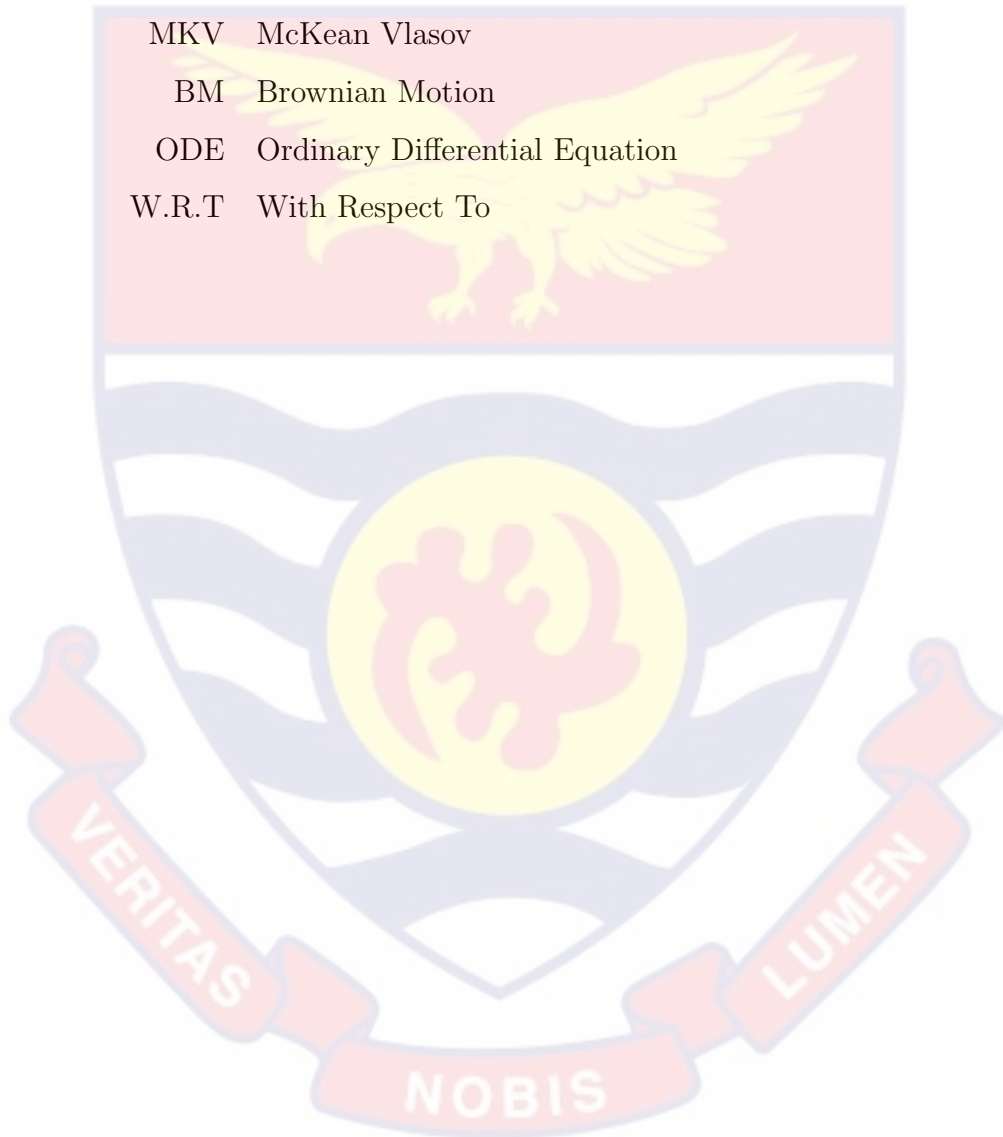 MKV McKean Vlasov
BM Brownian Motion
ODE Ordinary Differential Equation
W.R.T With Respect To
VERITAS
NOBIS
LUMEN